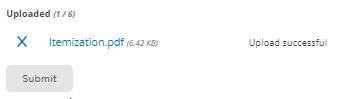 Uploaded (1 / 6)
X Itemization.pdf (6.42 KB) Upload successful
Submit